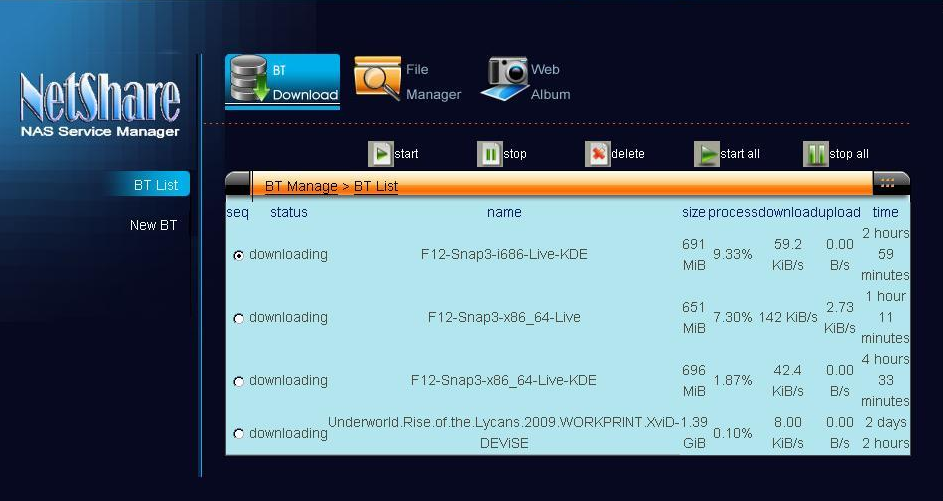 NetShare
NAS Service Manager
BT
Download
File
Manager
Web
Album
start
stop
delete
start all
stop all
BT List
New BT
BT Manage > BT List
seq status name size process download upload time
downloading F12-Snap3-i686-Live-KDE 691 MiB 9.33% 59.2 KiB/s 0.00 B/s 2 hours 59 minutes
downloading F12-Snap3-x86_64-Live 651 MiB 7.30% 142 KiB/s 2.73 KiB/s 1 hour 11 minutes
downloading F12-Snap3-x86_64-Live-KDE 696 MiB 1.87% 42.4 KiB/s 0.00 B/s 4 hours 33 minutes
downloading Underworld.Rise.of.the.Lycans.2009.WORKPRINT.XviD-DEViSE 1.39 GiB 0.10% 8.00 KiB/s 0.00 B/s 2 days 2 hours